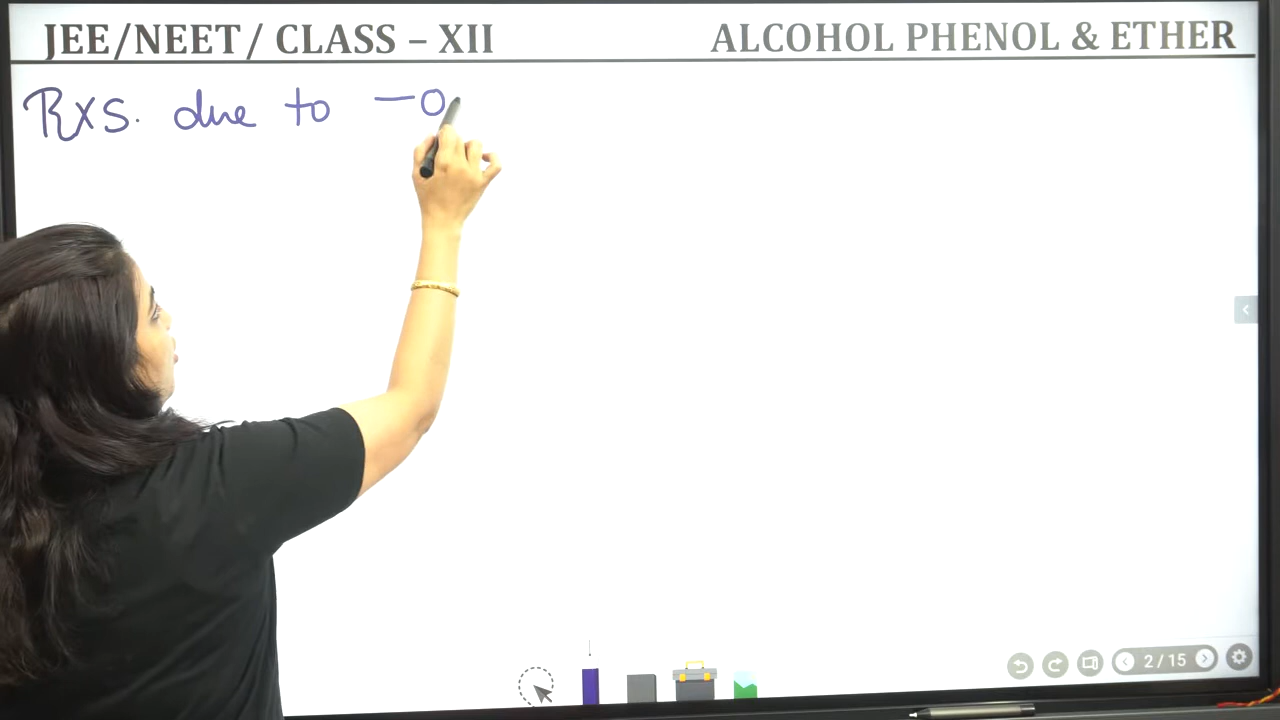 JEE/NEET/ CLASS – XII
ALCOHOL PHENOL & ETHER
Rxs. due to –O
2/15